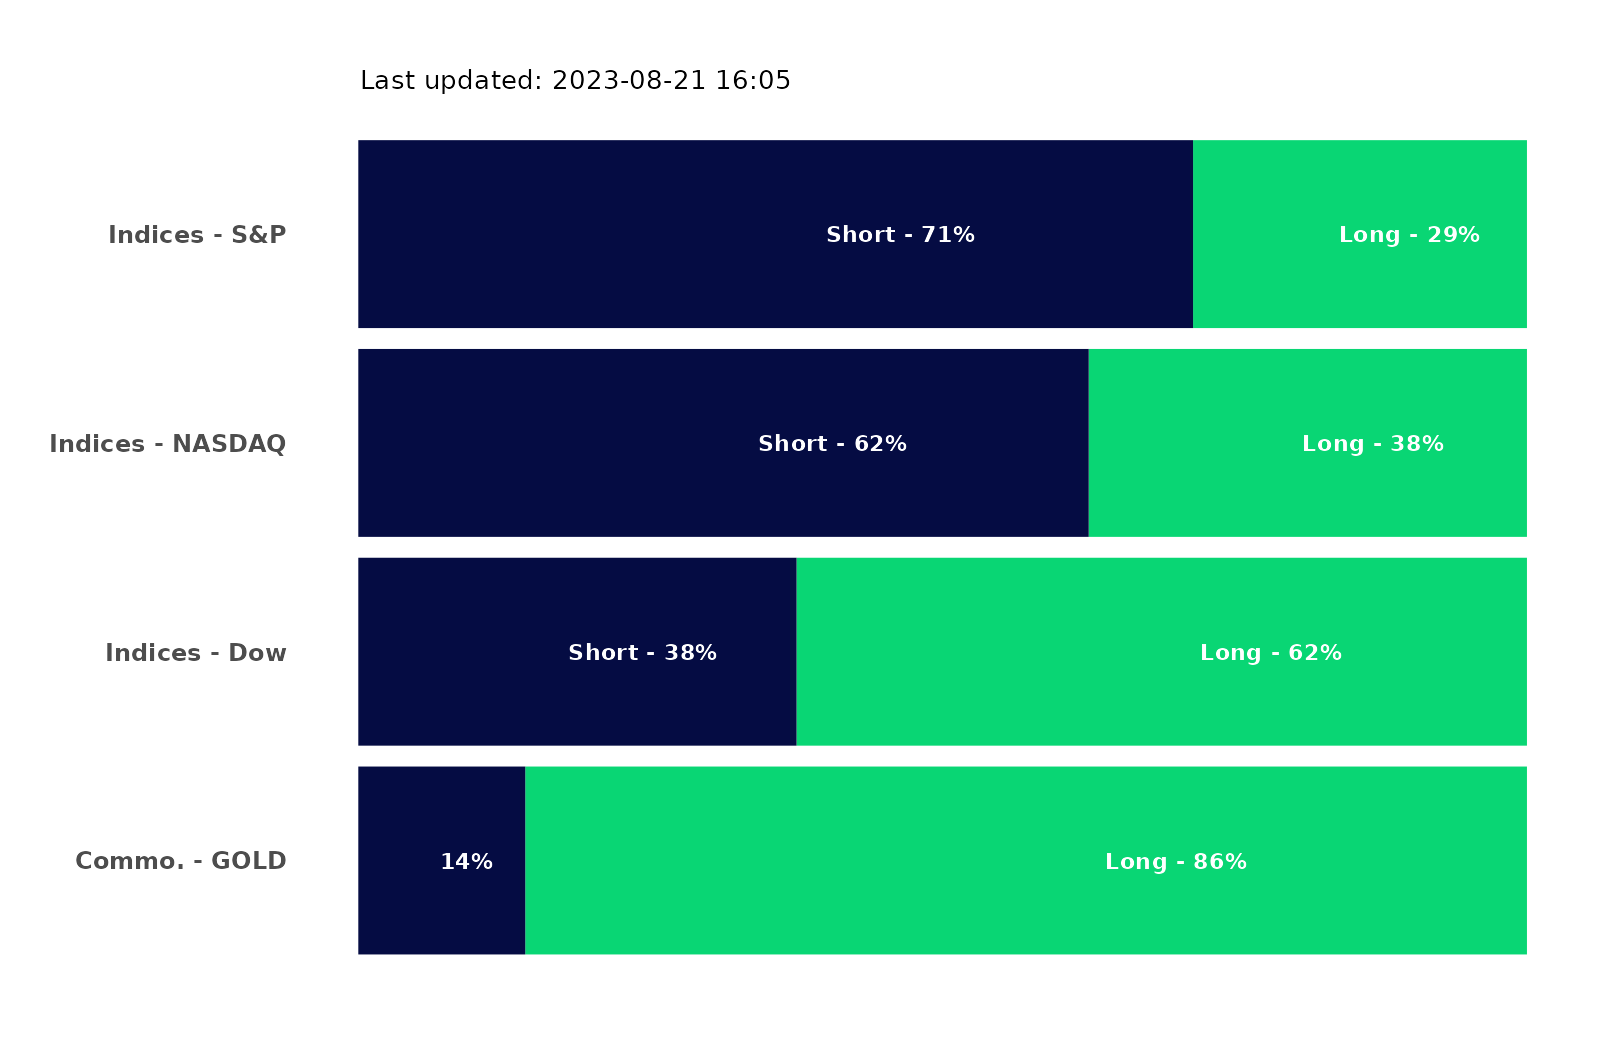 Last updated: 2023-08-21 16:05
Indices - S&P
Short - 71%
Long - 29%
Indices - NASDAQ
Short - 62%
Long - 38%
Indices - Dow
Short - 38%
Long - 62%
Commo. - GOLD
14%
Long - 86%